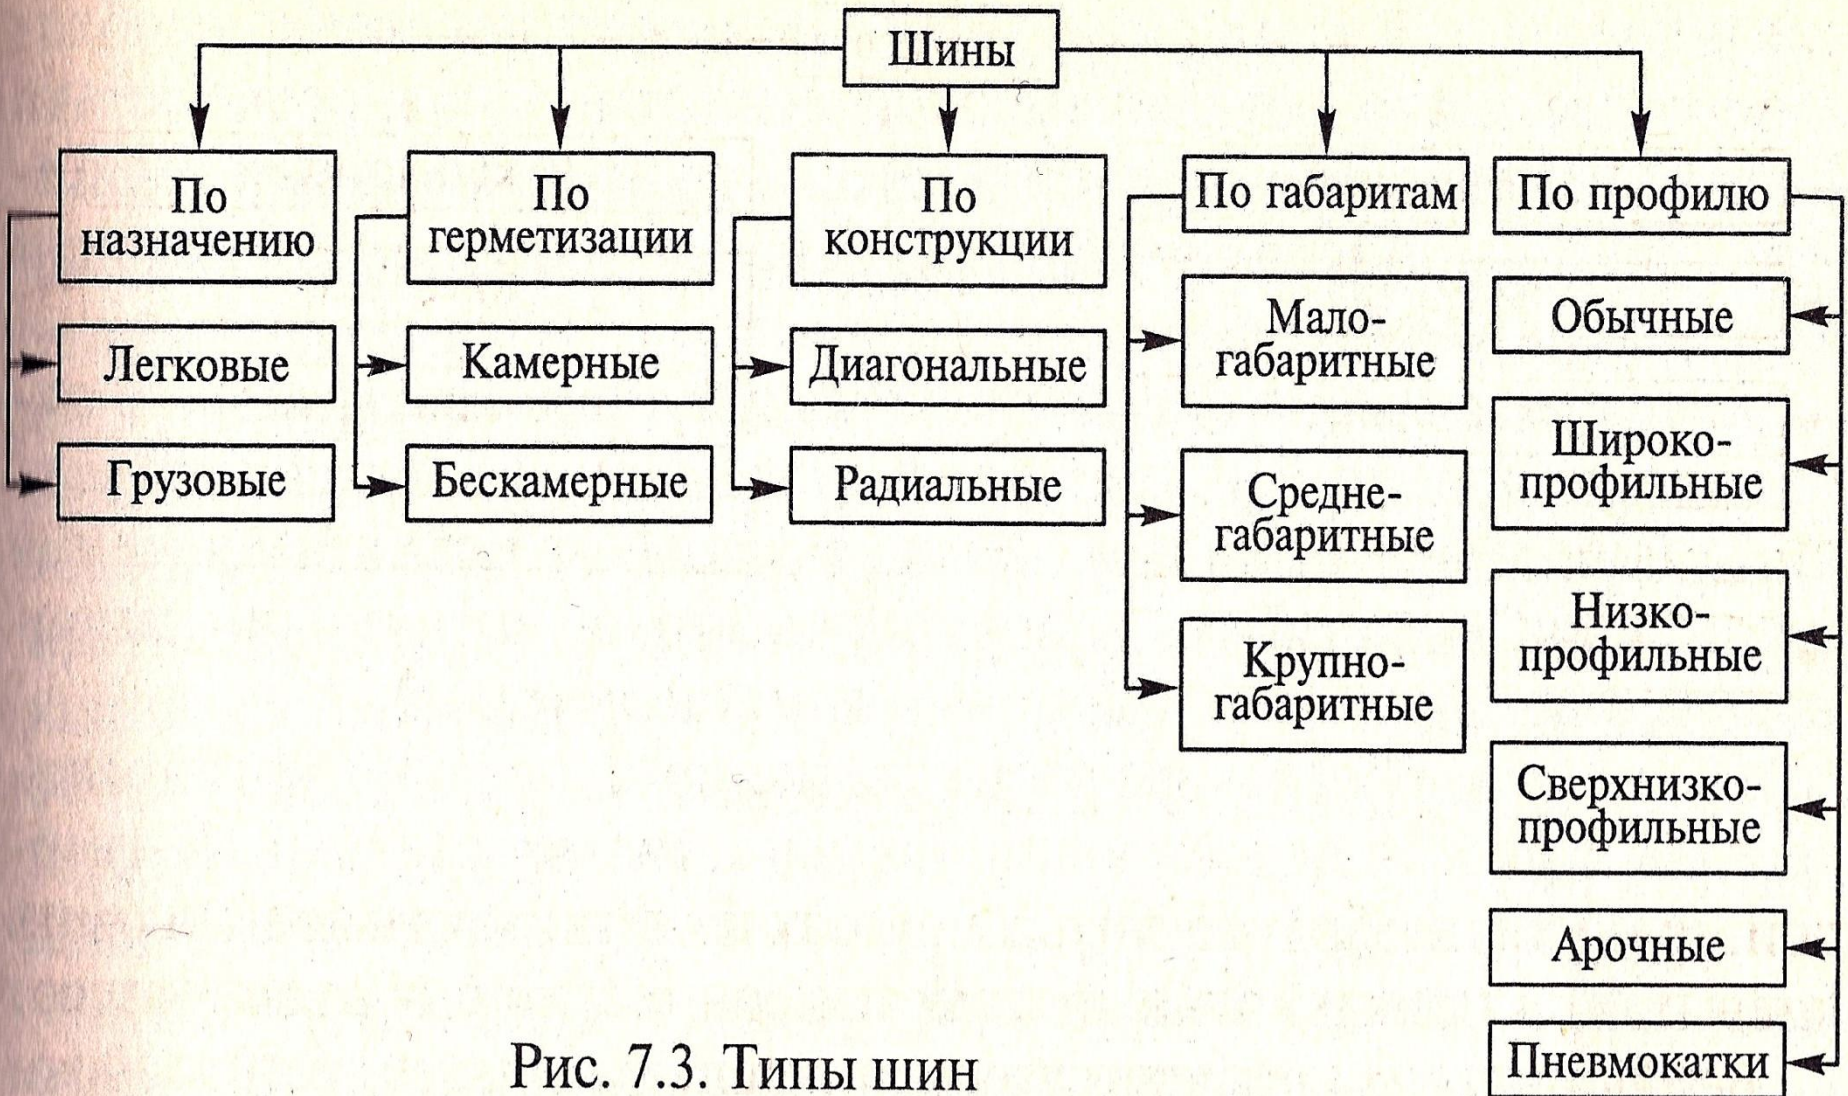 Шины
По
назначению
Легковые
Грузовые
По
герметизации
Камерные
Бескамерные
По
конструкции
Диагональные
Радиальные
По габаритам
Мало-
габаритные
Средне-
габаритные
Крупно-
габаритные
По профилю
Обычные
Широко-
профильные
Низко-
профильные
Сверхнизко-
профильные
Арочные
Пневмокатки
Рис. 7.3. Типы шин